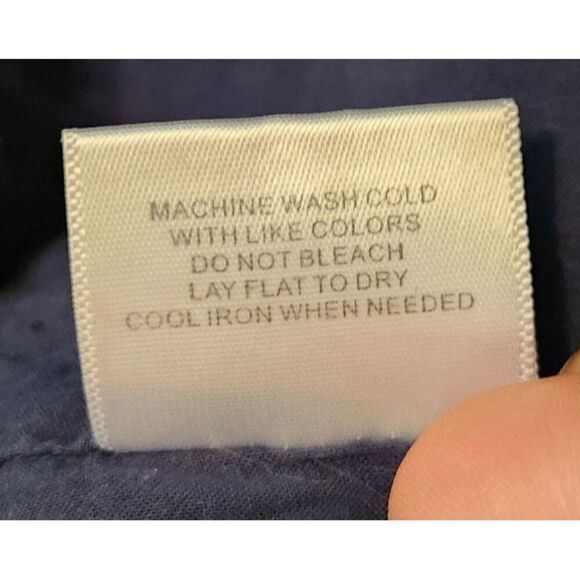 MACHINE WASH COLD
WITH LIKE COLORS
DO NOT BLEACH
LAY FLAT TO DRY
COOL IRON WHEN NEEDED